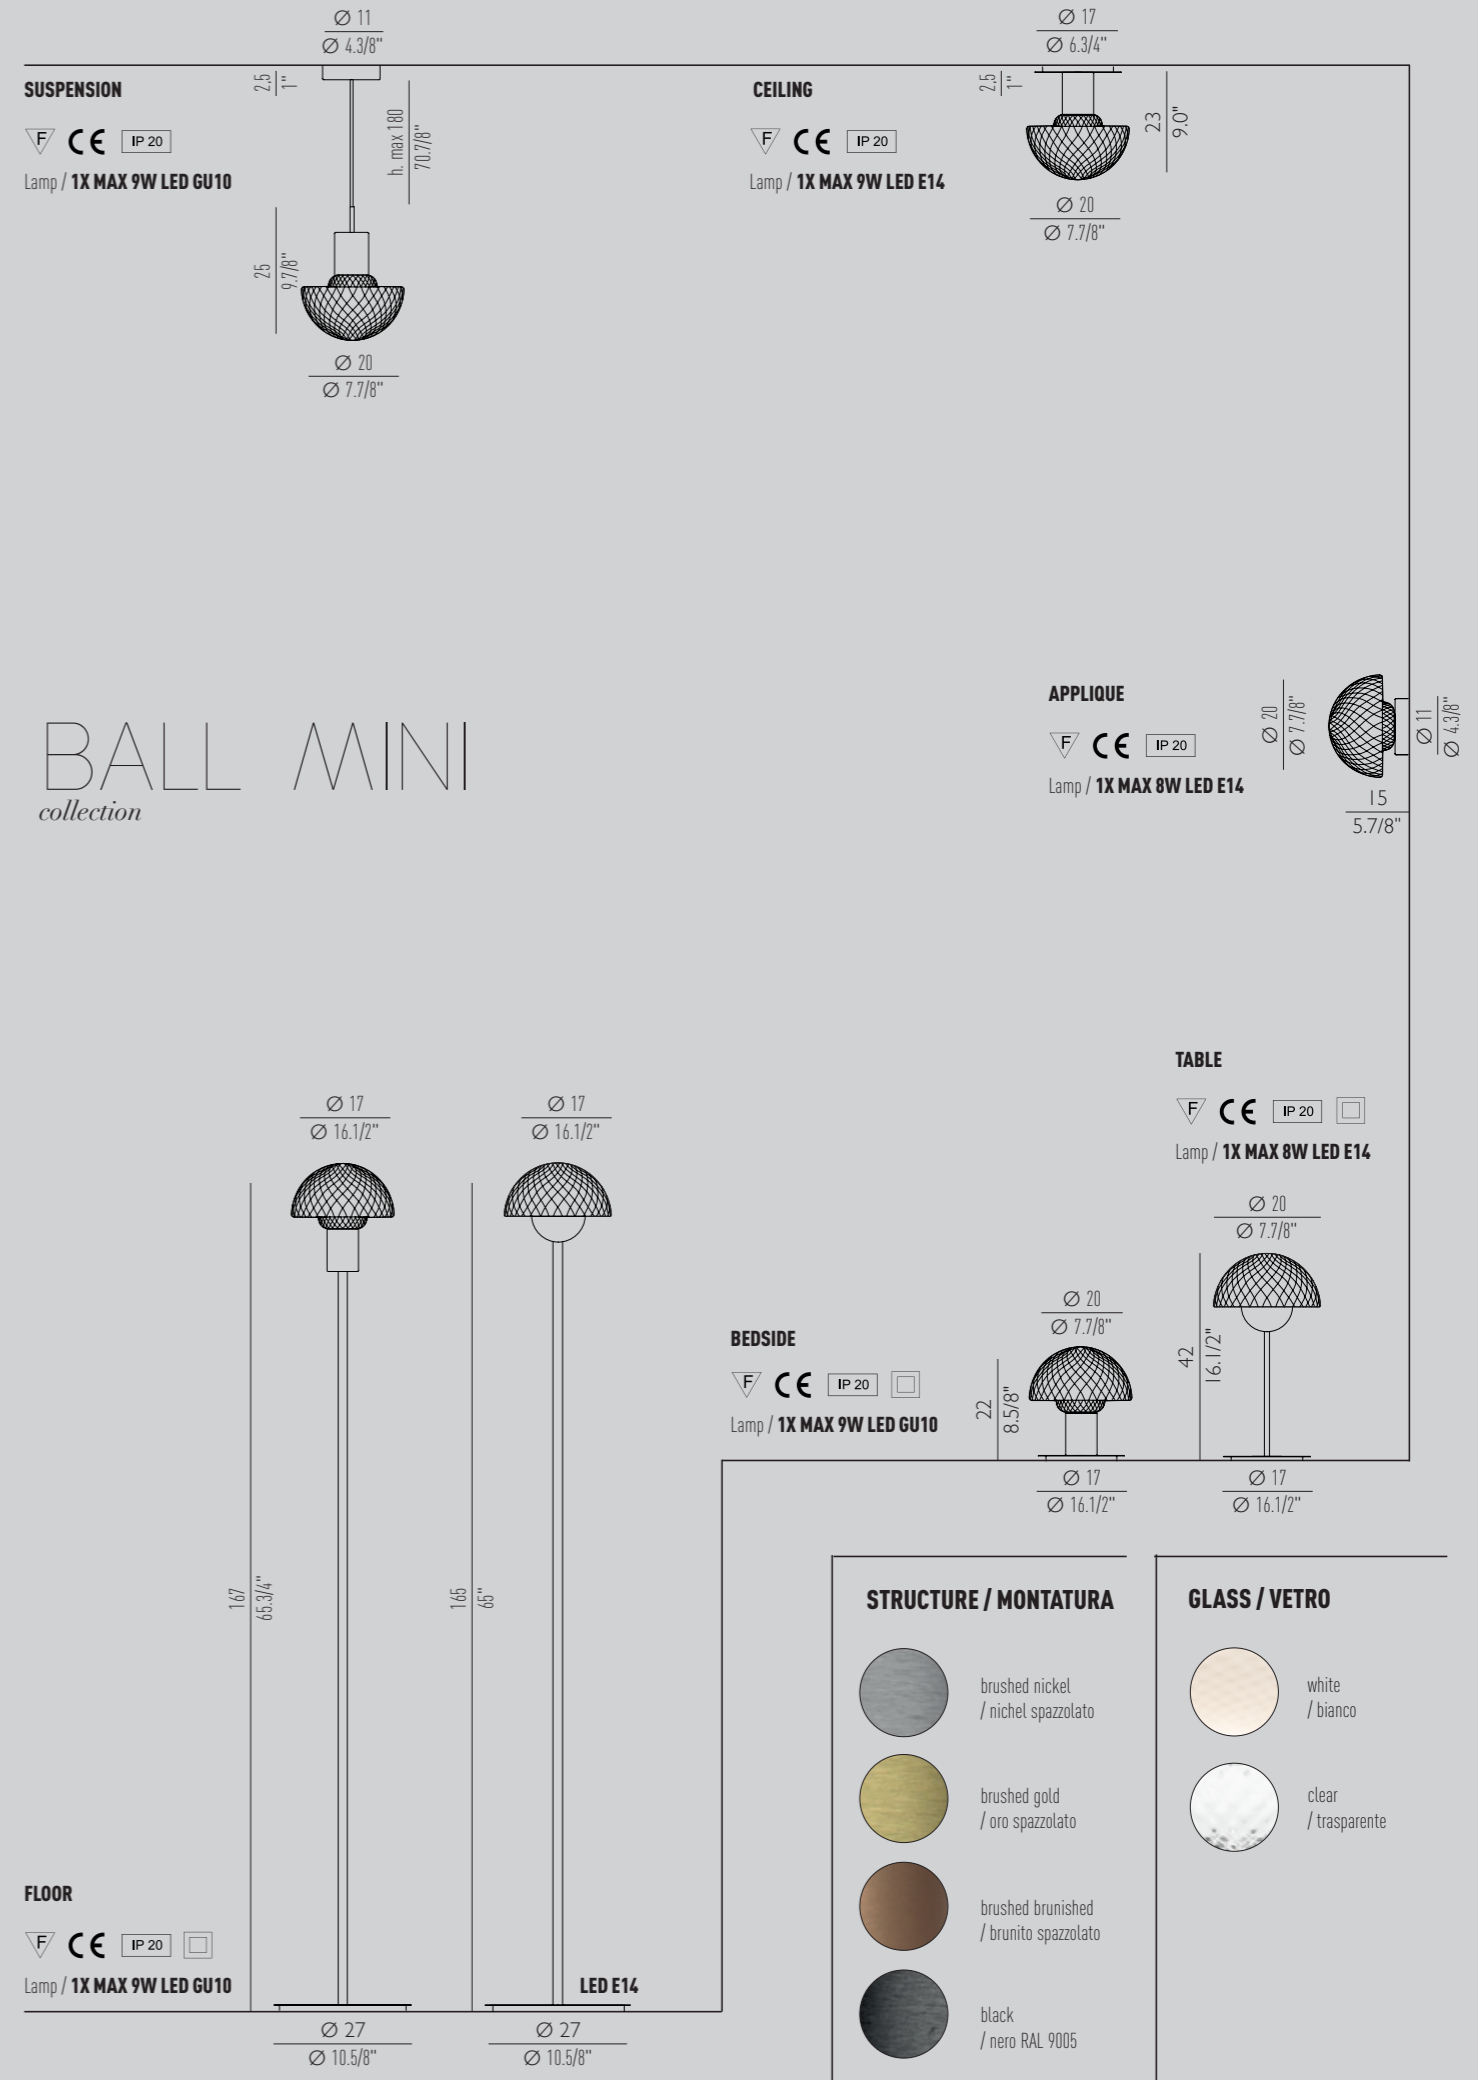 Ø 11
Ø 4.3/8"
SUSPENSION
2,5
1"
F CE IP 20
h. max 180
70.7/8"
Lamp / 1X MAX 9W LED GU10
25
9.7/8"
Ø 20
Ø 7.7/8"
Ø 17
Ø 6.3/4"
CEILING
2,5
1"
F CE IP 20
23
9.0"
Lamp / 1X MAX 9W LED E14
Ø 20
Ø 7.7/8"
BALL MINI
collection
APPLIQUE
F CE IP 20
Lamp / 1X MAX 8W LED E14
Ø 20
Ø 7.7/8"
Ø 11
Ø 4.3/8"
15
5.7/8"
TABLE
F CE IP 20
Lamp / 1X MAX 8W LED E14
Ø 20
Ø 7.7/8"
42
16.1/2"
Ø 17
Ø 16.1/2"
BEDSIDE
F CE IP 20
Lamp / 1X MAX 9W LED GU10
Ø 20
Ø 7.7/8"
22
8.5/8"
Ø 17
Ø 16.1/2"
Ø 17
Ø 16.1/2"
Ø 17
Ø 16.1/2"
167
65.3/4"
165
65"
FLOOR
F CE IP 20
Lamp / 1X MAX 9W LED GU10
LED E14
Ø 27
Ø 10.5/8"
Ø 27
Ø 10.5/8"
STRUCTURE / MONTATURA
brushed nickel
/ nichel spazzolato
brushed gold
/ oro spazzolato
brushed brunished
/ brunito spazzolato
black
/ nero RAL 9005
GLASS / VETRO
white
/ bianco
clear
/ trasparente